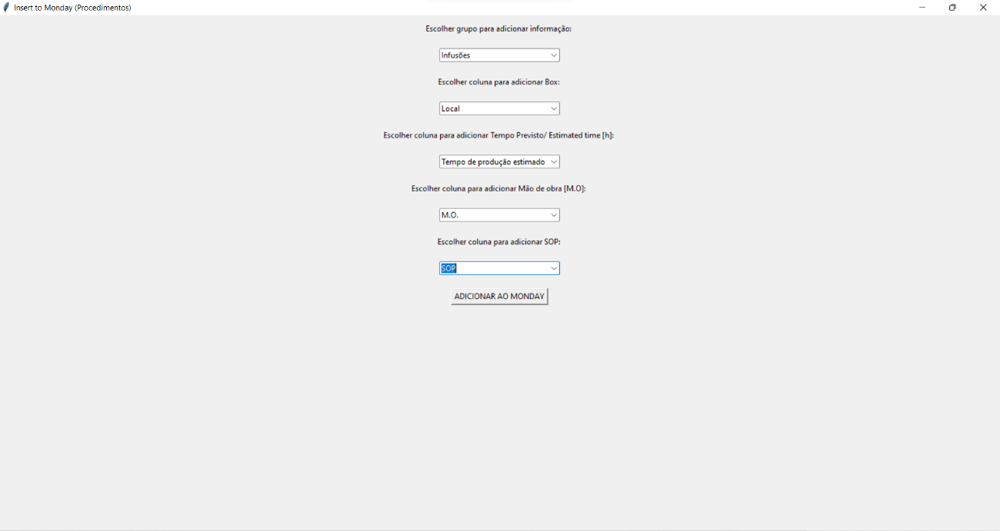 Insert to Monday (Procedimentos)
Escolher grupo para adicionar informação:
Infusões
Escolher coluna para adicionar Box:
Local
Escolher coluna para adicionar Tempo Previsto/ Estimated time [h]:
Tempo de produção estimado
Escolher coluna para adicionar Mão de obra [M.O]:
M.O.
Escolher coluna para adicionar SOP:
SOP
ADICIONAR AO MONDAY